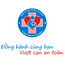 Đồng hành cùng bạn
Vượt cạn an toàn